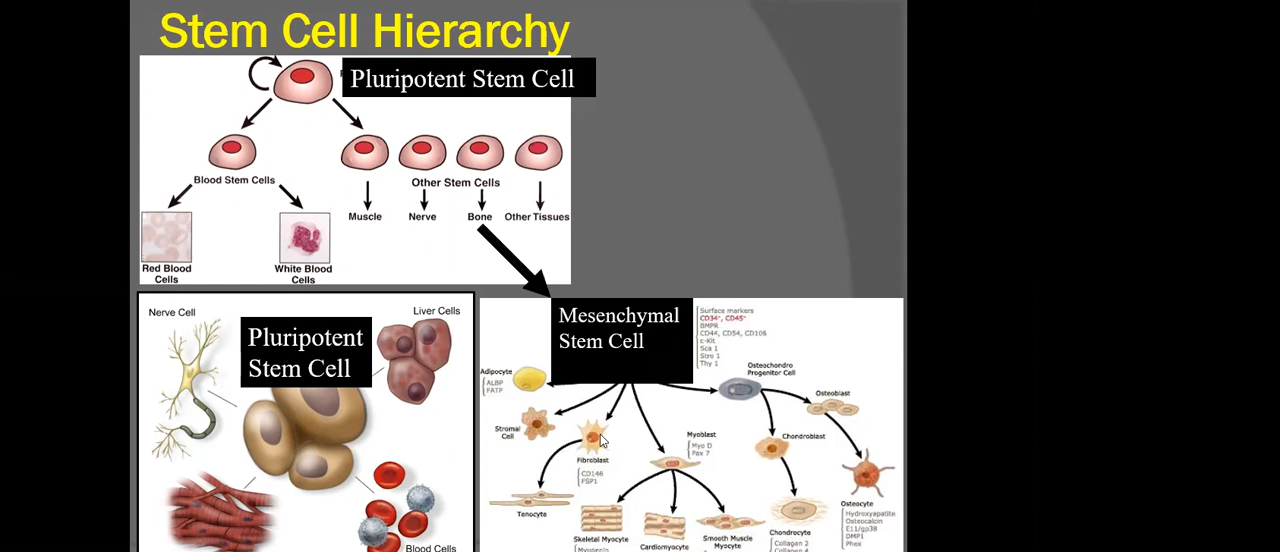 Stem Cell Hierarchy
Pluripotent Stem Cell
Blood Stem Cells
Other Stem Cells
Muscle
Nerve
Bone
Other Tissues
Red Blood
Cells
White Blood
Cells
Nerve Cell
Liver Cells
Pluripotent
Stem Cell
Blood Cells
Mesenchymal
Stem Cell
Surface markers
CD34-, CD45-
BMPR
CD44, CD54, CD106
c-Kit
Sca 1
Stro 1
Thy 1
Adipocyte
ALBP
FATP
Stromal
Cell
Fibroblast
CD146
FSP1
Tenocyte
Myoblast
Myo D
Pax 7
Skeletal Myocyte
Myogenin
Cardiomyocyte
Smooth Muscle
Myocyte
Osteochondro
Progenitor Cell
Osteoblast
Chondroblast
Chondrocyte
Collagen 2
Osteocyte
Hydroxyapatite
Osteocalcin
E11/gp38
DMP1
Phex